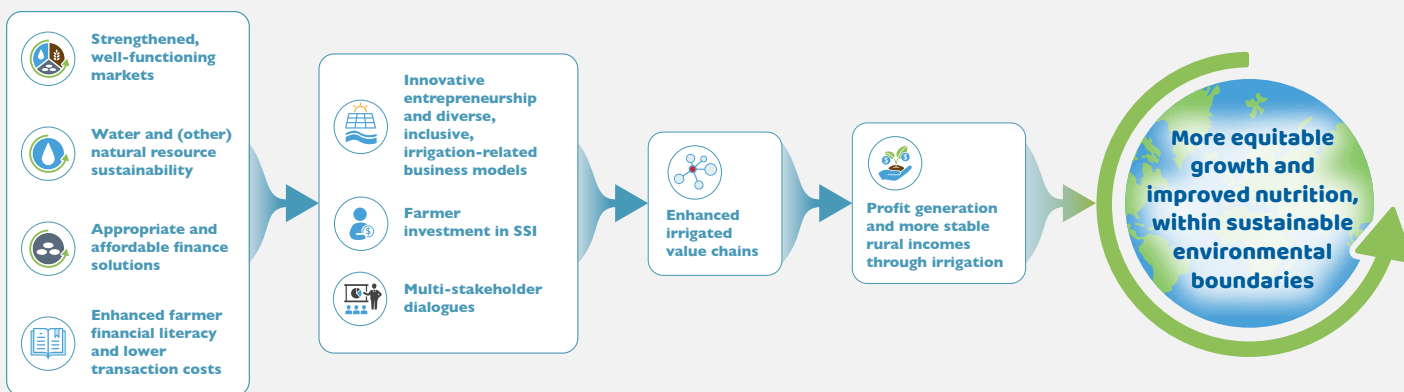 Strengthened,
well-functioning
markets
Water and (other)
natural resource
sustainability
Appropriate and
affordable finance
solutions
Enhanced farmer
financial literacy
and lower
transaction costs
Innovative
entrepreneurship
and diverse,
inclusive,
irrigation-related
business models
Farmer
investment in SSI
Multi-stakeholder
dialogues
Enhanced
irrigated
value chains
Profit generation
and more stable
rural incomes
through irrigation
More equitable
growth and
improved nutrition,
within sustainable
environmental
boundaries